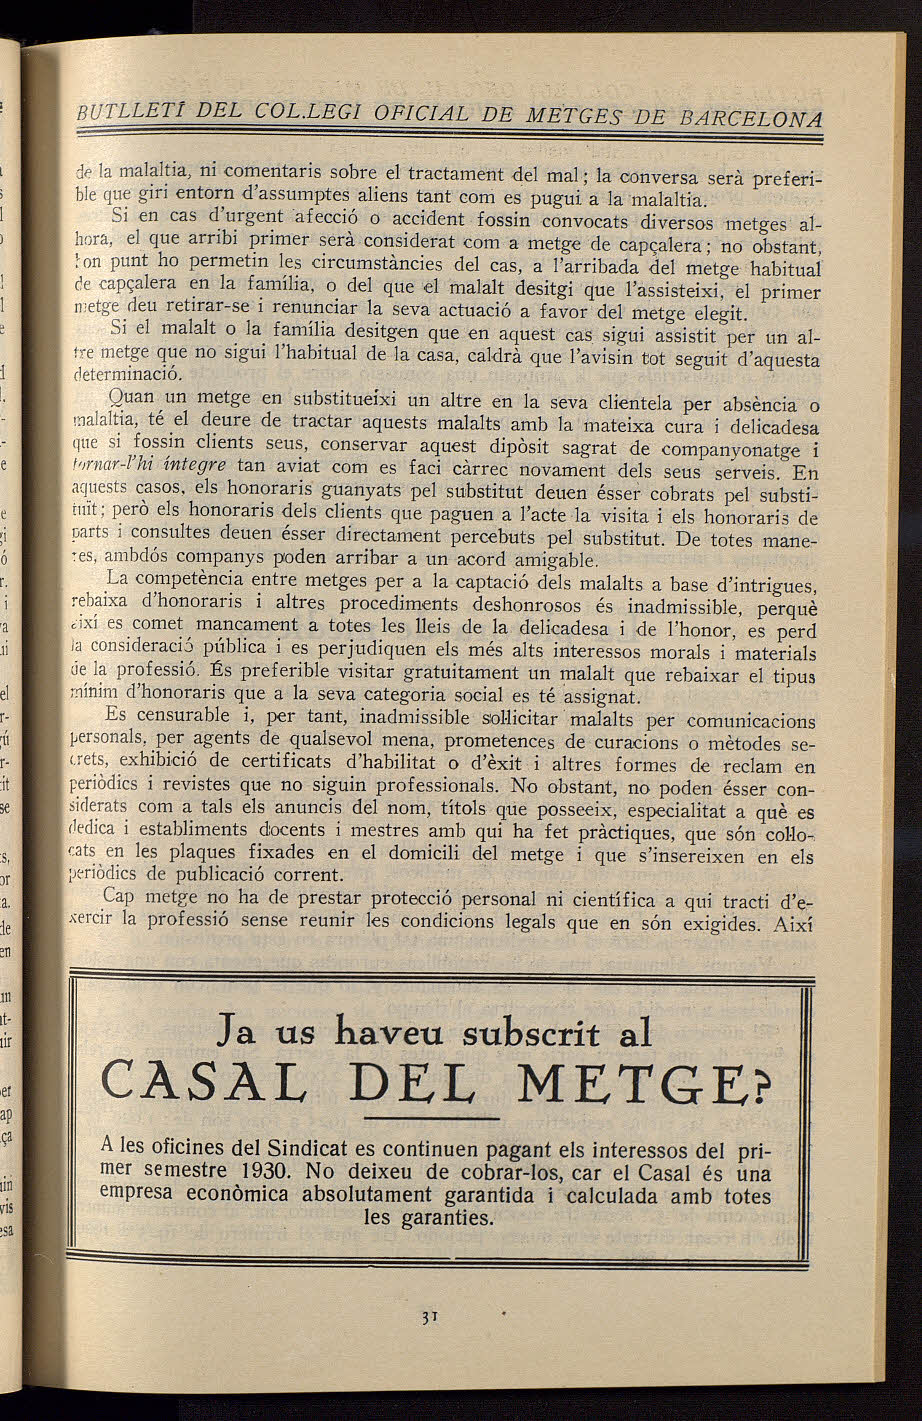 BUTLLETÍ DEL COL.LEGI OFICIAL DE METGES DE BARCELONA
de la malaltia, ni comentaris sobre el tractament del mal; la conversa serà preferi-
ble que giri entorn d'assumptes aliens tant com es pugui a la malaltia.
Si en cas d'urgent afecció o accident fossin convocats diversos metges al-
hora, el que arribi primer serà considerat com a metge de capçalera; no obstant,
on punt ho permetin les circumstàncies del cas, a l'arribada del metge habitual
de capçalera en la família, o del que el malalt desitgi que l'assisteixi, el primer
metge deu retirar-se i renunciar la seva actuació a favor del metge elegit.
Si el malalt o la família desitgen que en aquest cas sigui assistit per un al-
tre metge que no sigui l'habitual de la casa, caldrà que l'avisin tot seguit d'aquesta
determinació.
Quan un metge en substitueixi un altre en la seva clientela per absència o
malaltia, té el deure de tractar aquests malalts amb la mateixa cura i delicadesa
que si fossin clients seus, conservar aquest dipòsit sagrat de companyonatge i
tornar-l'hi íntegre tan aviat com es faci càrrec novament dels seus serveis. En
aquests casos, els honoraris guanyats pel substitut deuen ésser cobrats pel substi-
tuït; però els honoraris dels clients que paguen a l'acte la visita i els honoraris de
parts i consultes deuen ésser directament percebuts pel substitut. De totes mane-
res, ambdós companys poden arribar a un acord amigable.
La competència entre metges per a la captació dels malalts a base d'intrigues,
rebaixa d'honoraris i altres procediments deshonrosos és inadmissible, perquè
eixí es comet mancament a totes les lleis de la delicadesa i de l'honor, es perd
la consideració pública i es perjudiquen els més alts interessos morals i materials
de la professió. És preferible visitar gratuitament un malalt que rebaixar el tipus
mínim d'honoraris que a la seva categoria social es té assignat.
Es censurable i, per tant, inadmissible sol·licitar malalts per comunicacions
personals, per agents de qualsevol mena, prometences de curacions o mètodes se-
crets, exhibició de certificats d'habilitat o d'èxit i altres formes de reclam en
periòdics i revistes que no siguin professionals. No obstant, no poden ésser con-
siderats com a tals els anuncis del nom, títols que posseeix, especialitat a què es
dedica i establiments docents i mestres amb qui ha fet pràctiques, que són col·lo-
cats en les plaques fixades en el domicili del metge i que s'insereixen en els
periòdics de publicació corrent.
Cap metge no ha de prestar protecció personal ni científica a qui tracti d'e-
xercir la professió sense reunir les condicions legals que en són exigides. Així
Ja us haveu subscrit al
CASAL DEL METGE?
A les oficines del Sindicat es continuen pagant els interessos del pri-
mer semestre 1930. No deixeu de cobrar-los, car el Casal és una
empresa econòmica absolutament garantida i calculada amb totes
les garanties.
31